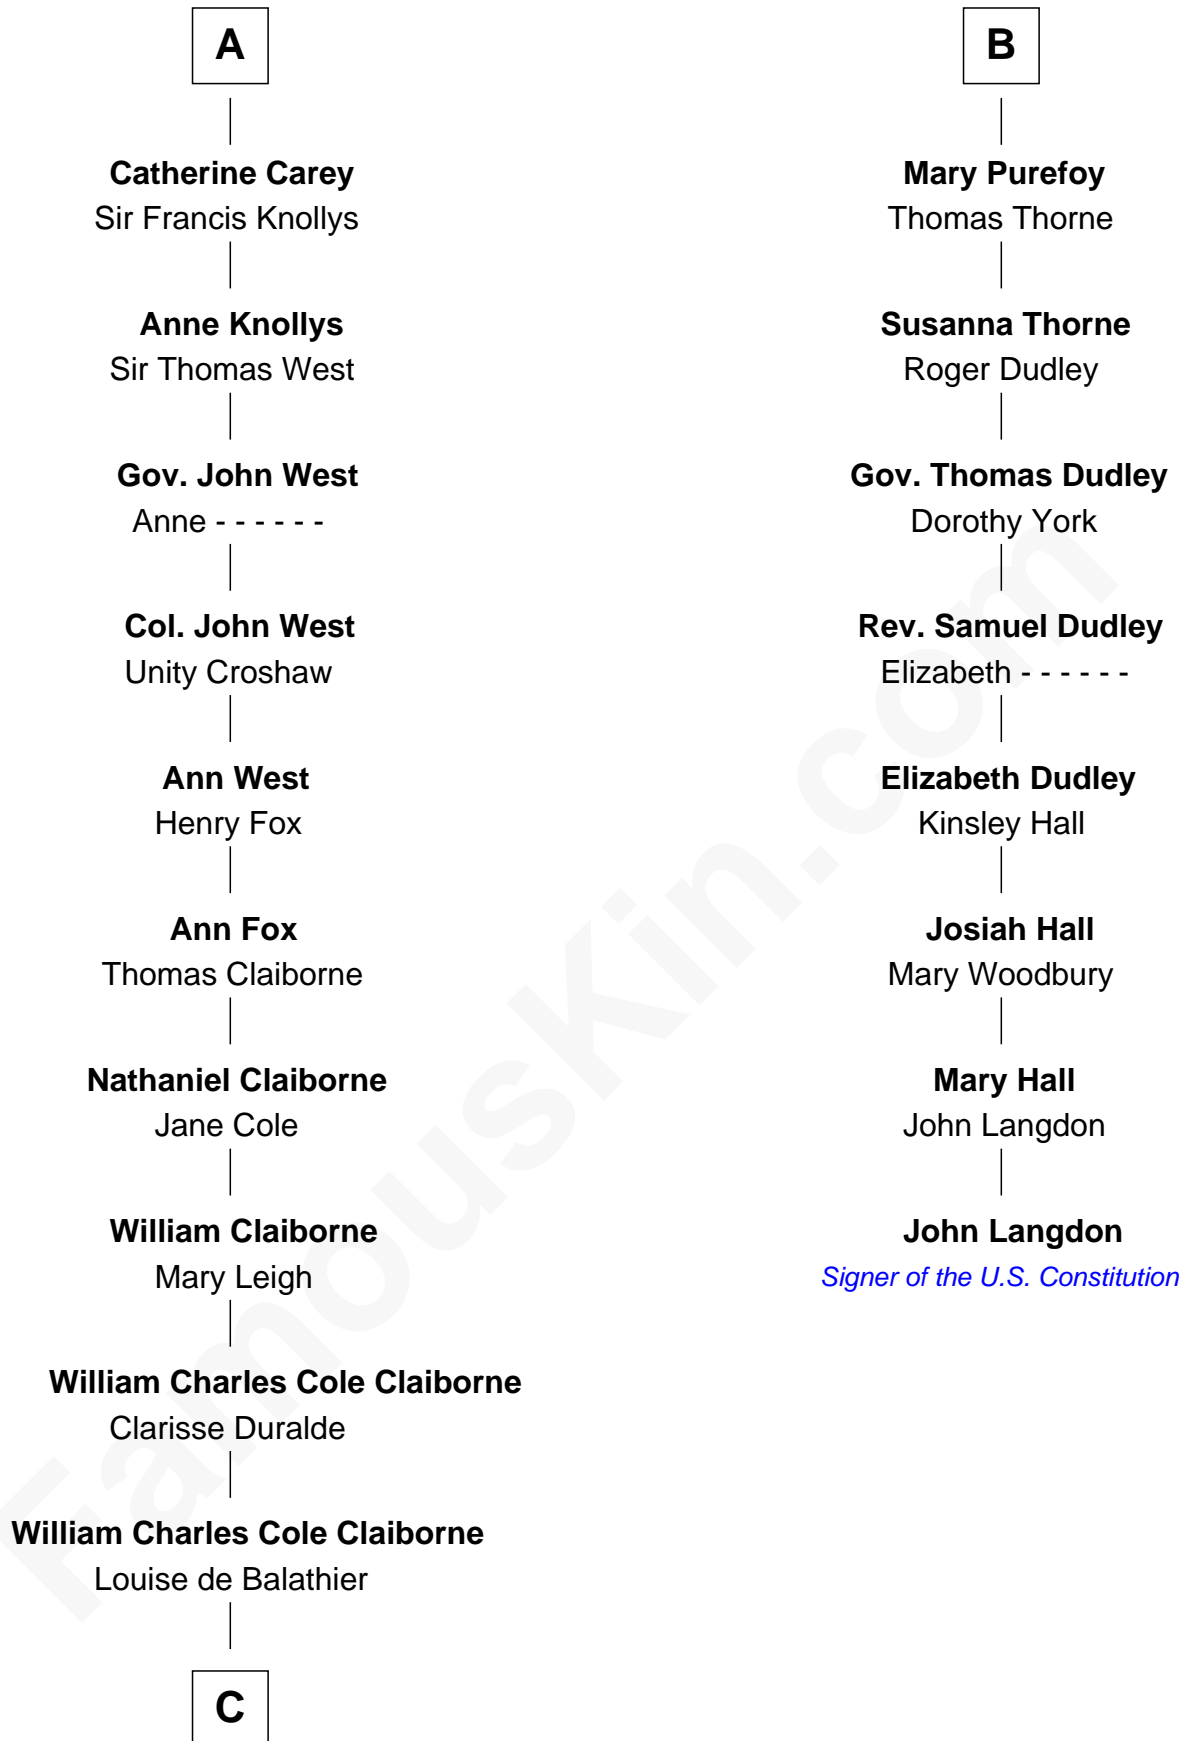 A
Catherine Carey
Sir Francis Knollys
Anne Knollys
Sir Thomas West
Gov. John West
Anne - - - - - -
Col. John West
Unity Croshaw
Ann West
Henry Fox
Ann Fox
Thomas Claiborne
Nathaniel Claiborne
Jane Cole
William Claiborne
Mary Leigh
William Charles Cole Claiborne
Clarisse Duralde
William Charles Cole Claiborne
Louise de Balathier
C
B
Mary Purefoy
Thomas Thorne
Susanna Thorne
Roger Dudley
Gov. Thomas Dudley
Dorothy York
Rev. Samuel Dudley
Elizabeth - - - - - -
Elizabeth Dudley
Kinsley Hall
Josiah Hall
Mary Woodbury
Mary Hall
John Langdon
John Langdon
Signer of the U.S. Constitution
FamousKin.com